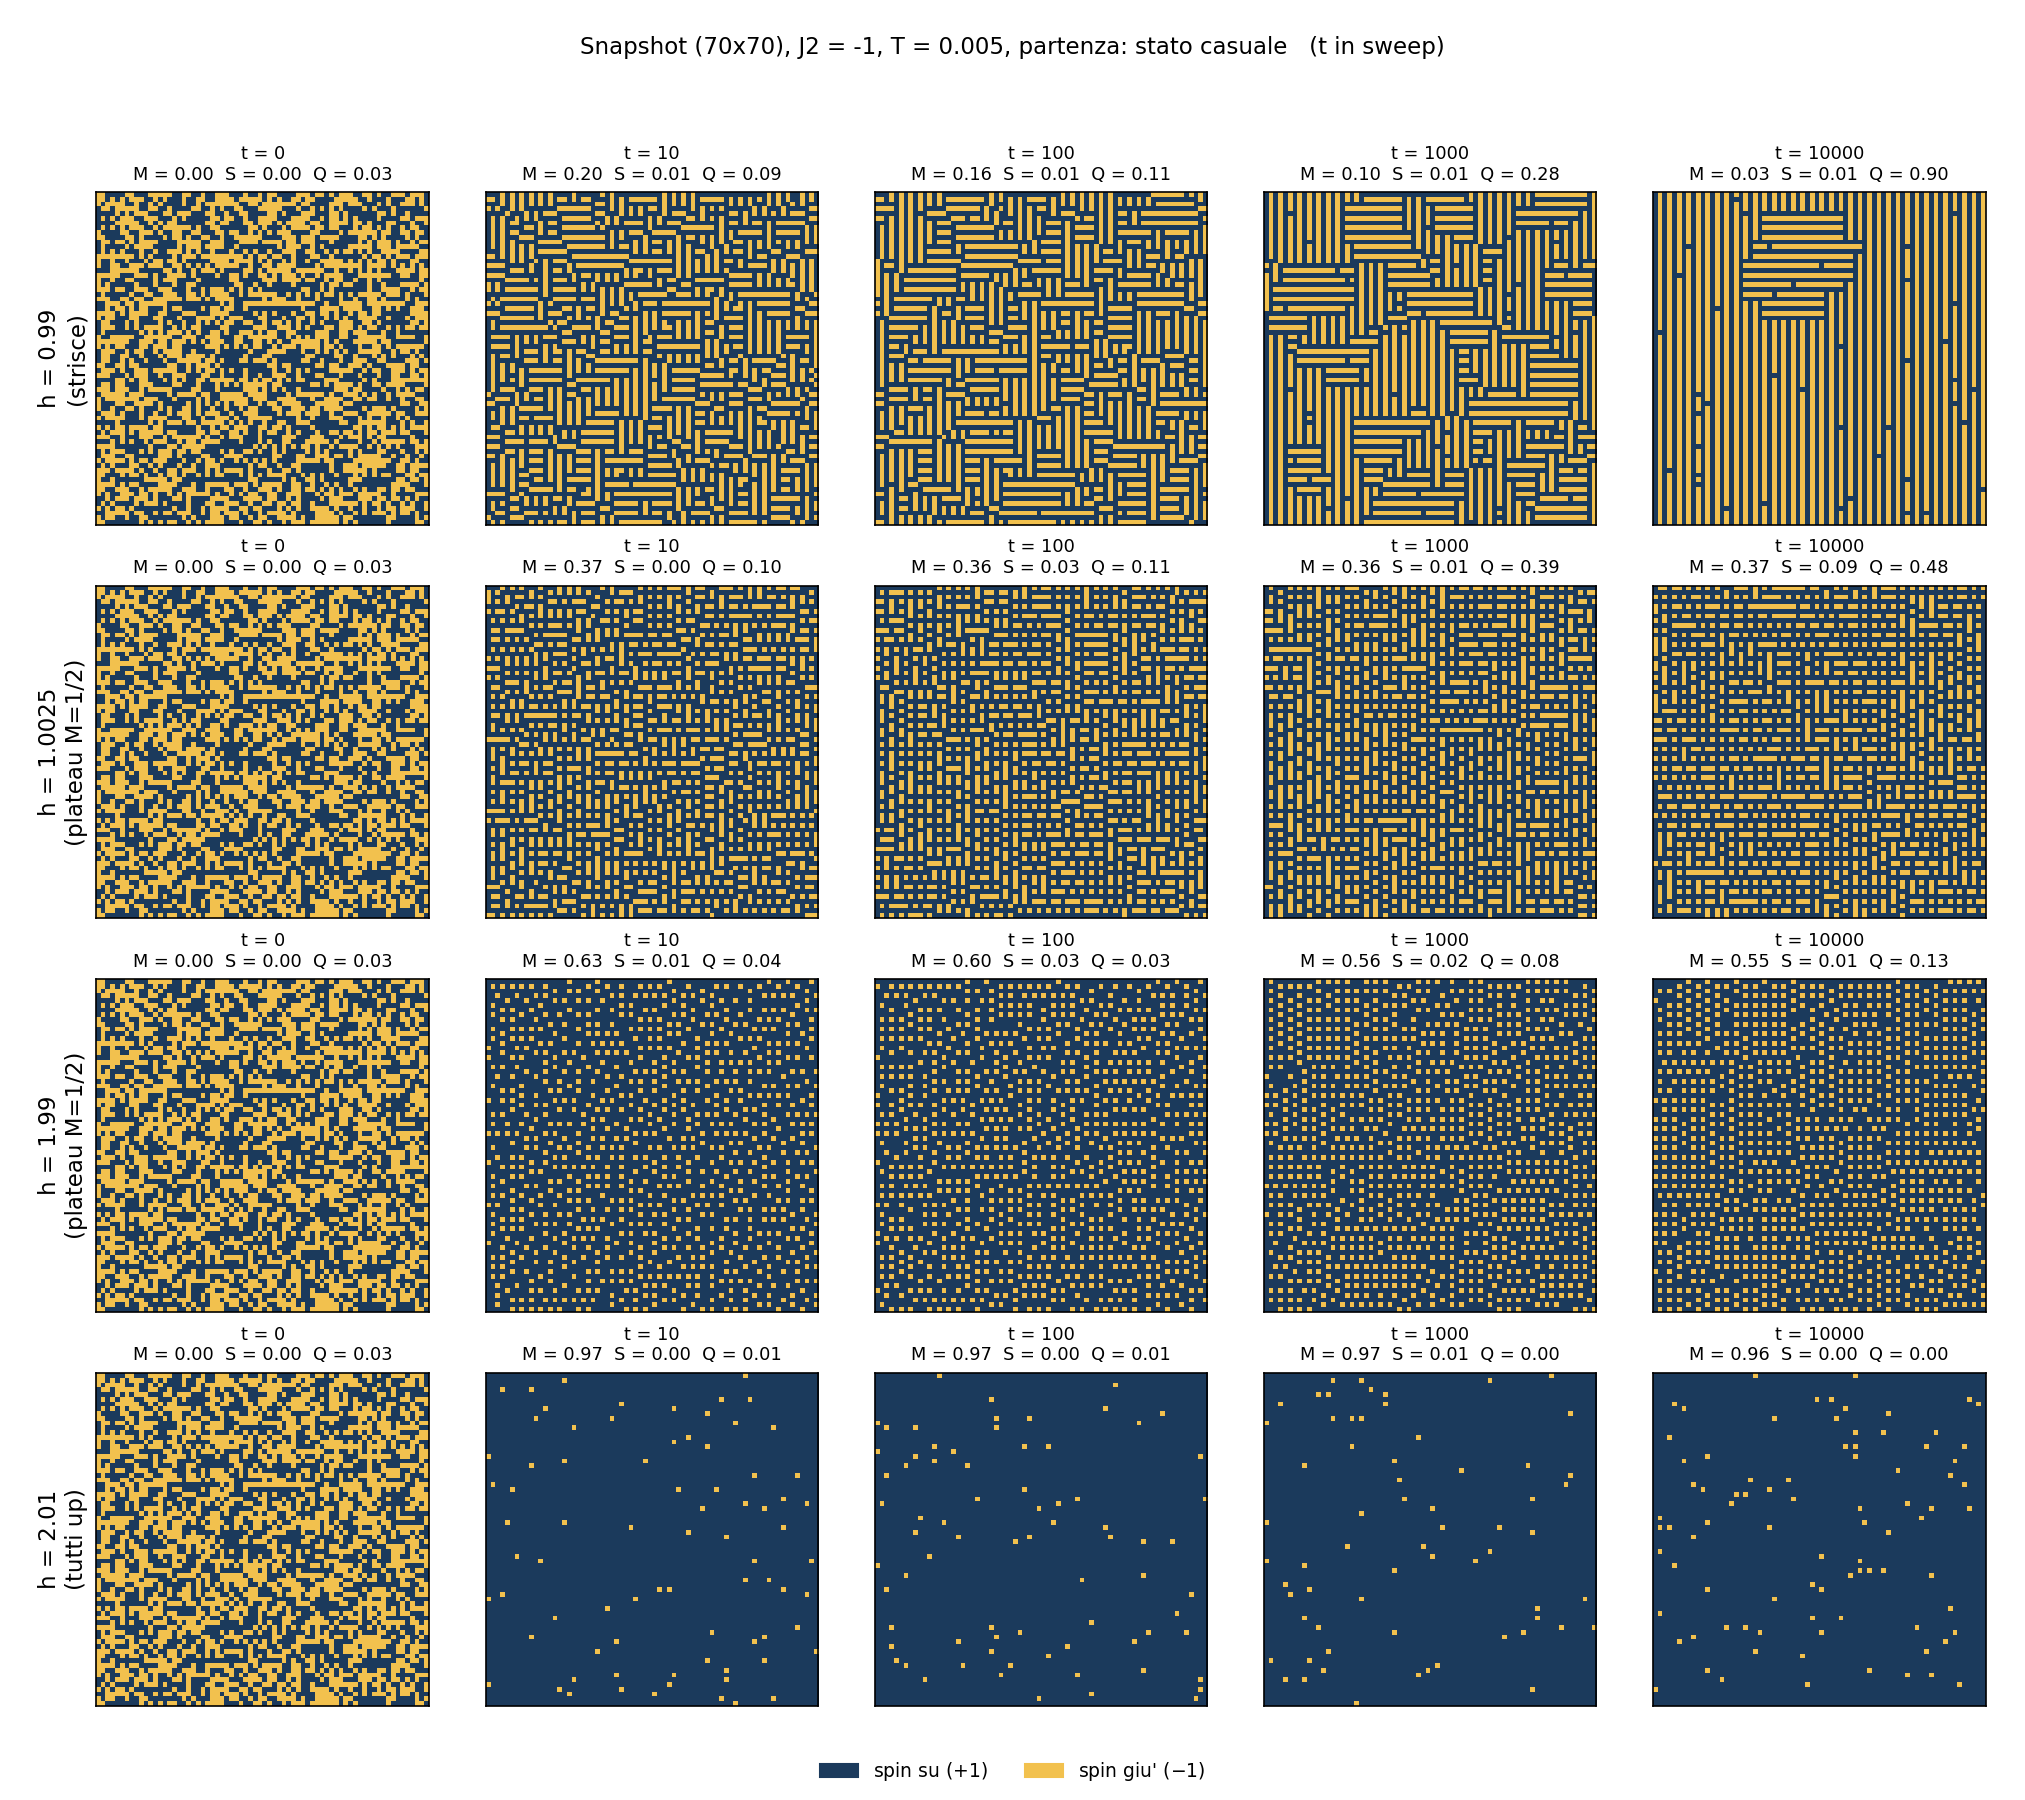 Snapshot (70x70), J2 = -1, T = 0.005, partenza: stato casuale (t in sweep)
t = 0
M = 0.00 S = 0.00 Q = 0.03
t = 10
M = 0.20 S = 0.01 Q = 0.09
t = 100
M = 0.16 S = 0.01 Q = 0.11
t = 1000
M = 0.10 S = 0.01 Q = 0.28
t = 10000
M = 0.03 S = 0.01 Q = 0.90
h = 0.99
(strisce)
t = 0
M = 0.00 S = 0.00 Q = 0.03
t = 10
M = 0.37 S = 0.00 Q = 0.10
t = 100
M = 0.36 S = 0.03 Q = 0.11
t = 1000
M = 0.36 S = 0.01 Q = 0.39
t = 10000
M = 0.37 S = 0.09 Q = 0.48
h = 1.0025
(plateau M=1/2)
t = 0
M = 0.00 S = 0.00 Q = 0.03
t = 10
M = 0.63 S = 0.01 Q = 0.04
t = 100
M = 0.60 S = 0.03 Q = 0.03
t = 1000
M = 0.56 S = 0.02 Q = 0.08
t = 10000
M = 0.55 S = 0.01 Q = 0.13
h = 1.99
(plateau M=1/2)
t = 0
M = 0.00 S = 0.00 Q = 0.03
t = 10
M = 0.97 S = 0.00 Q = 0.01
t = 100
M = 0.97 S = 0.00 Q = 0.01
t = 1000
M = 0.97 S = 0.01 Q = 0.00
t = 10000
M = 0.96 S = 0.00 Q = 0.00
h = 2.01
(tutti up)
spin su (+1)
spin giu' (−1)